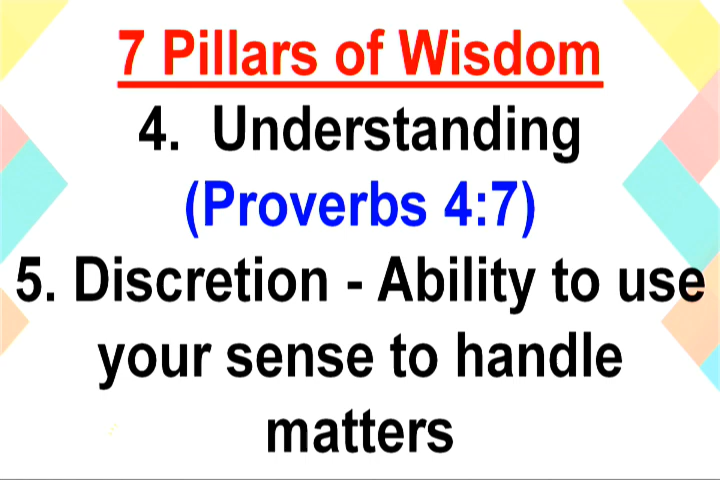 7 Pillars of Wisdom
4. Understanding
(Proverbs 4:7)
5. Discretion - Ability to use
your sense to handle
matters